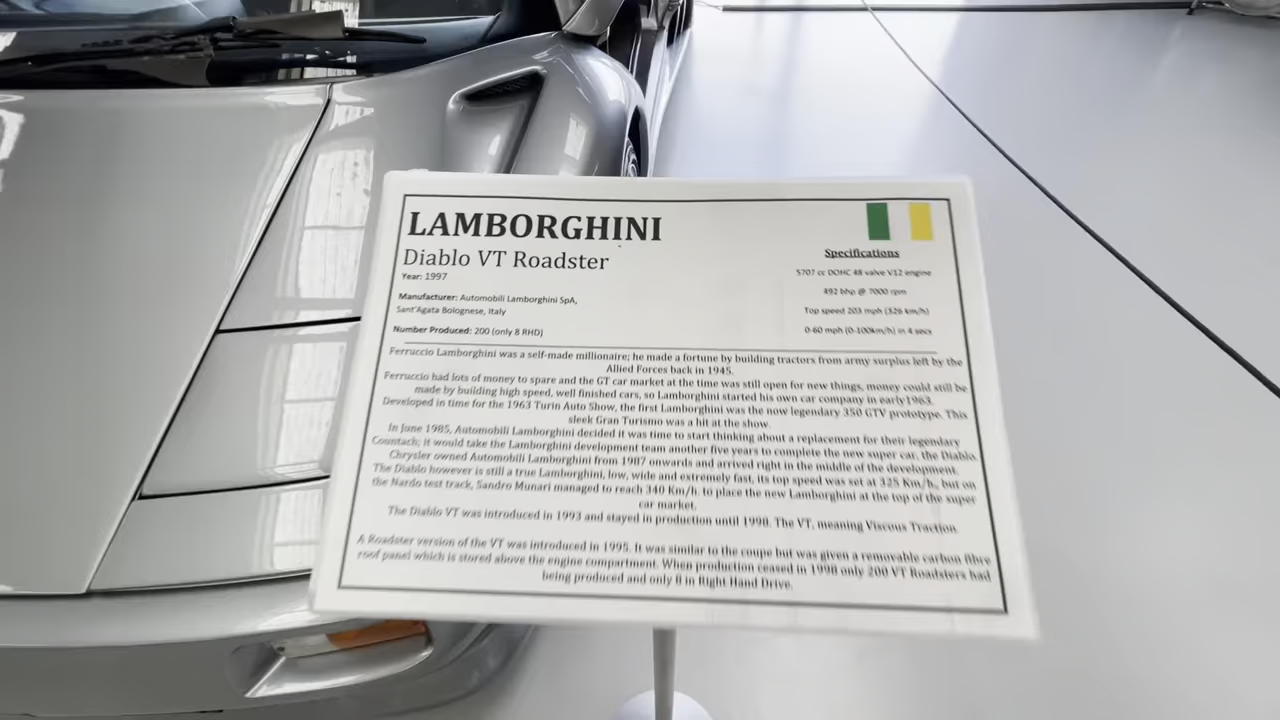 LAMBORGHINI
Diablo VT Roadster
Year: 1997
Manufacturer: Automobili Lamborghini SpA,
Sant'Agata Bolognese, Italy
Number Produced: 200 (only 8 RHD)
Specifications
5707 cc DOHC 48 valve V12 engine
492 bhp @ 7000 rpm
Top speed 203 mph (326 km/h)
0-60 mph (0-100km/h) in 4 secs
Ferruccio Lamborghini was a self-made millionaire; he made a fortune by building tractors from army surplus left by the
Allied Forces back in 1945.
Ferruccio had lots of money to spare and the GT car market at the time was still open for new things, money could still be
made by building high speed, well finished cars, so Lamborghini started his own car company in early1963.
Developed in time for the 1963 Turin Auto Show, the first Lamborghini was the now legendary 350 GTV prototype. This
sleek Gran Turismo was a hit at the show.
In June 1985, Automobili Lamborghini decided it was time to start thinking about a replacement for their legendary
Countach; it would take the Lamborghini development team another five years to complete the new super car, the Diablo.
Chrysler owned Automobili Lamborghini from 1987 onwards and arrived right in the middle of the development.
The Diablo however is still a true Lamborghini, low, wide and extremely fast, its top speed was set at 325 Km/h, but on
the Nardo test track, Sandro Munari managed to reach 340 Km/h. to place the new Lamborghini at the top of the super
car market.
The Diablo VT was introduced in 1993 and stayed in production until 1998. The VT, meaning Viscous Traction.
A Roadster version of the VT was introduced in 1995. It was similar to the coupe but was given a removable carbon fibre
roof panel which is stored above the engine compartment. When production ceased in 1998 only 200 VT Roadsters had
being produced and only 8 in Right Hand Drive.